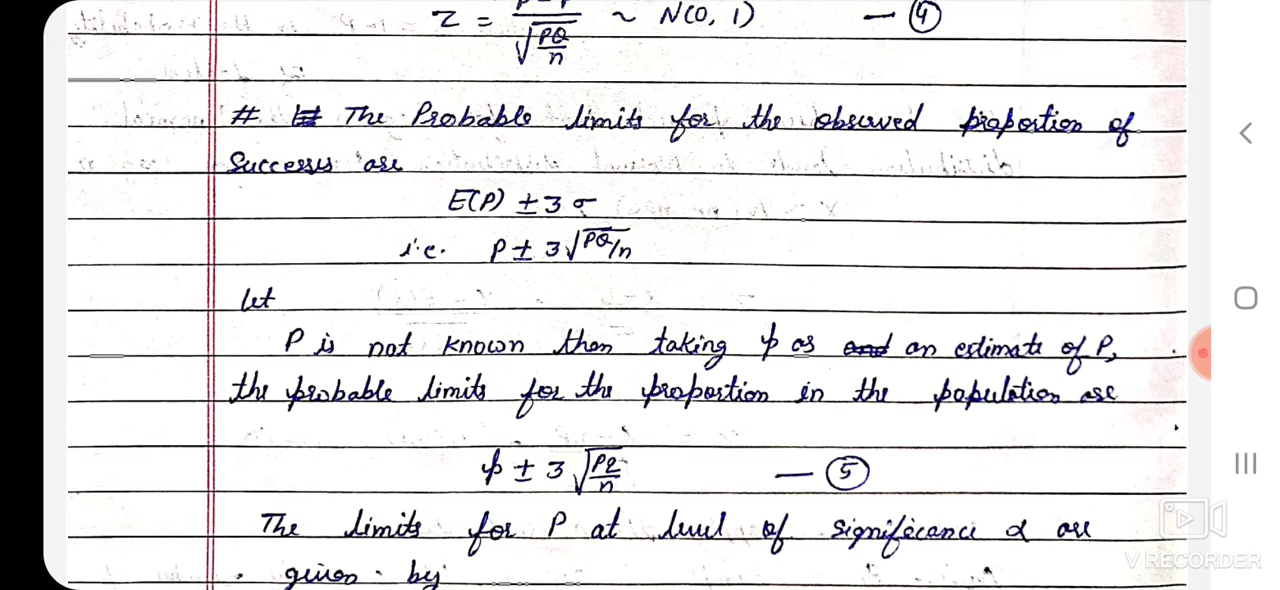 Z = p-P / √(PQ/n) ~ N(0, 1) — ④
# The Probable limits for the observed proportion of
Successes are
E(P) ± 3σ
i.e. P ± 3√PQ/n
Let
P is not known then taking p as an estimate of P,
the probable limits for the proportion in the population are
p ± 3 √(pq/n) — ⑤
The limits for P at level of significance α are
given by
V RECORDER